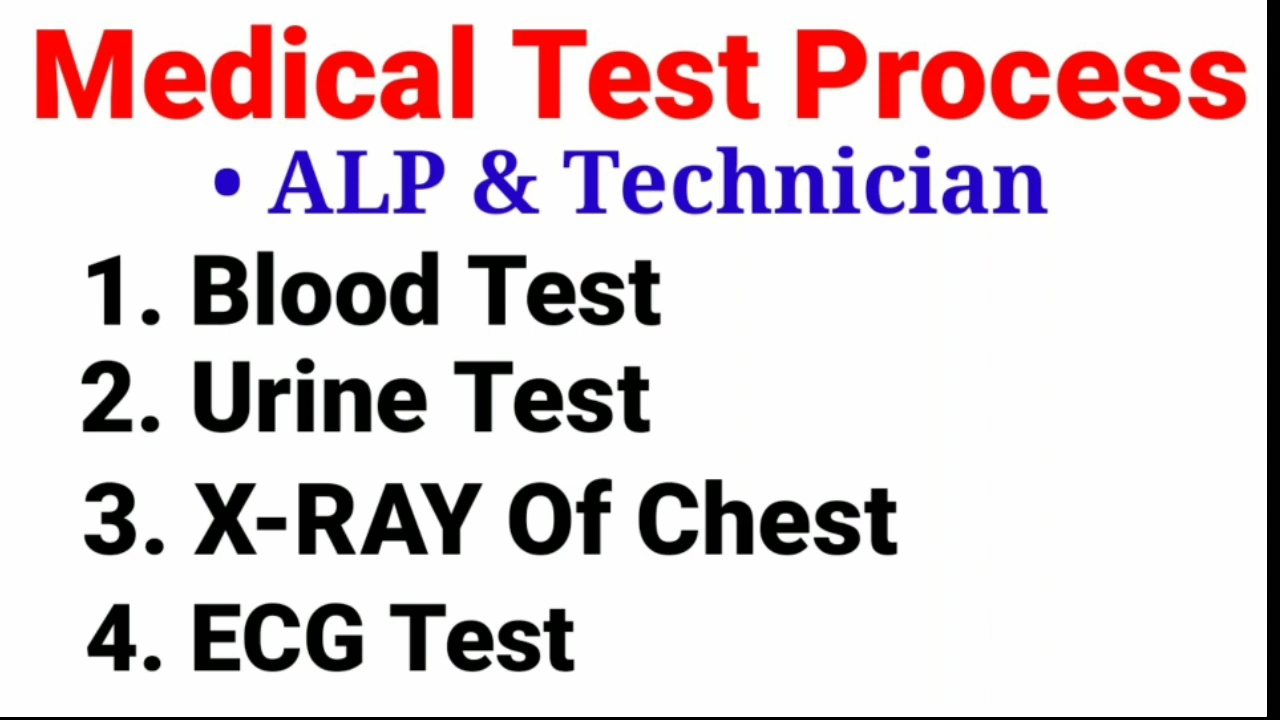 Medical Test Process
• ALP & Technician
1. Blood Test
2. Urine Test
3. X-RAY Of Chest
4. ECG Test